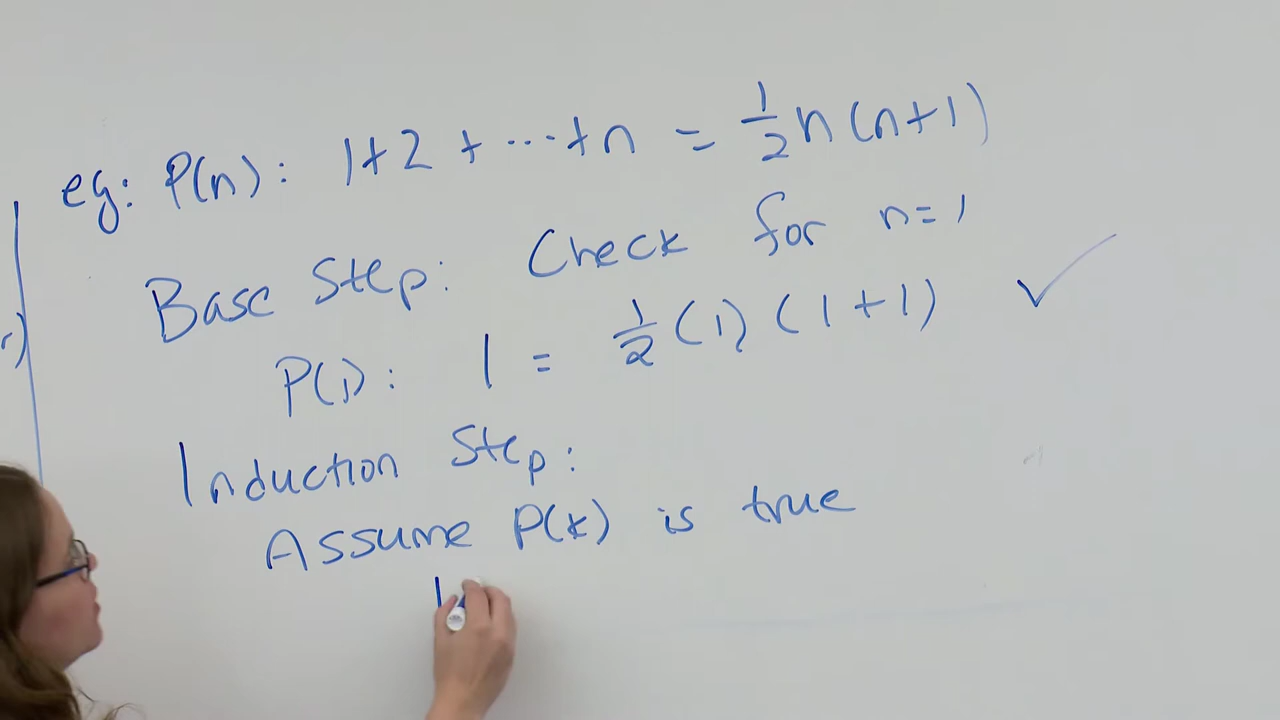 eg: P(n): 1+2 + ... + n = 1/2 n (n+1)
Base Step: Check for n=1
P(1): 1 = 1/2 (1) (1+1) ✓
Induction Step:
Assume P(k) is true
1